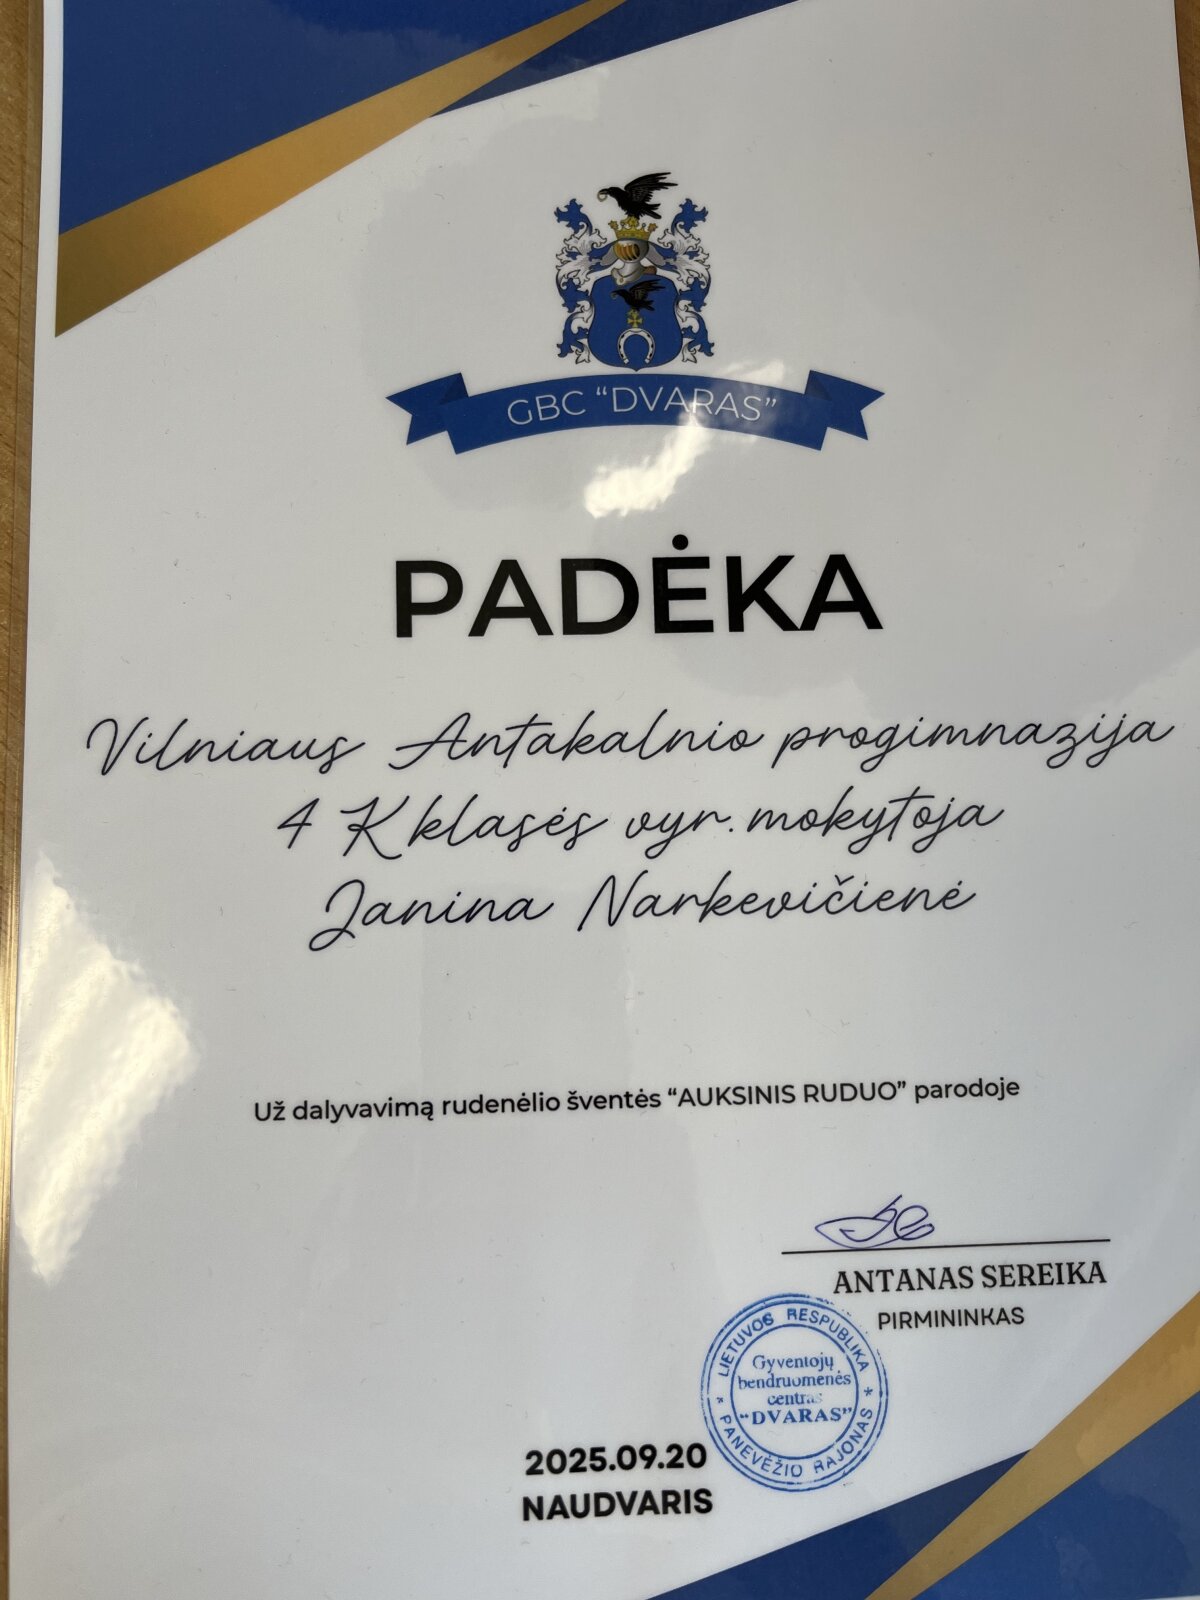 GBC “DVARAS”
PADĖKA
Vilniaus Antakalnio progimnazija
4 K klasės vyr. mokytoja
Janina Narkevičienė
Už dalyvavimą rudenėlio šventės “AUKSINIS RUDUO” parodoje
ANTANAS SEREIKA
PIRMININKAS
LIETUVOS RESPUBLIKA
Gyventojų
bendruomenės
centras
“DVARAS”
* PANEVĖŽIO RAJONAS *
2025.09.20
NAUDVARIS